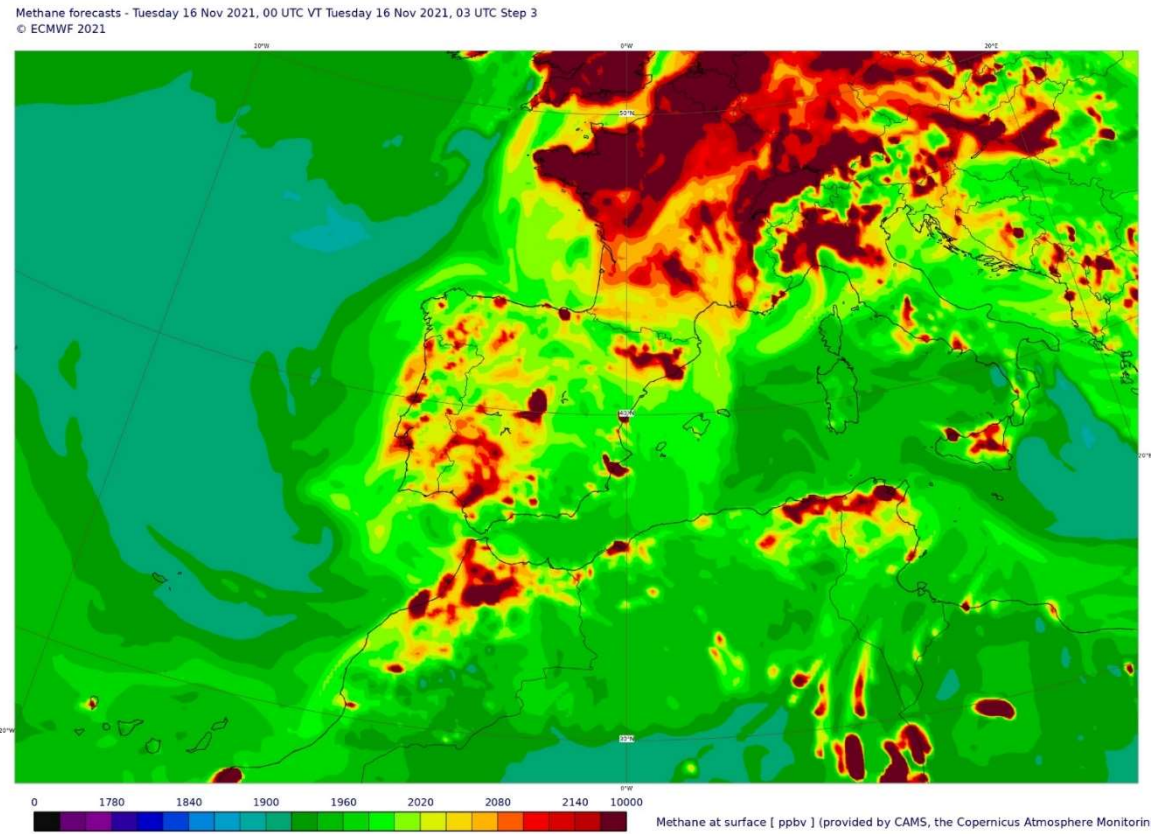 Methane forecasts - Tuesday 16 Nov 2021, 00 UTC VT Tuesday 16 Nov 2021, 03 UTC Step 3
© ECMWF 2021
20°W 0°W 20°E
50°N
40°N
20°N
20°W
30°N
0°W
0 1780 1840 1900 1960 2020 2080 2140 10000
Methane at surface [ ppbv ] (provided by CAMS, the Copernicus Atmosphere Monitorin